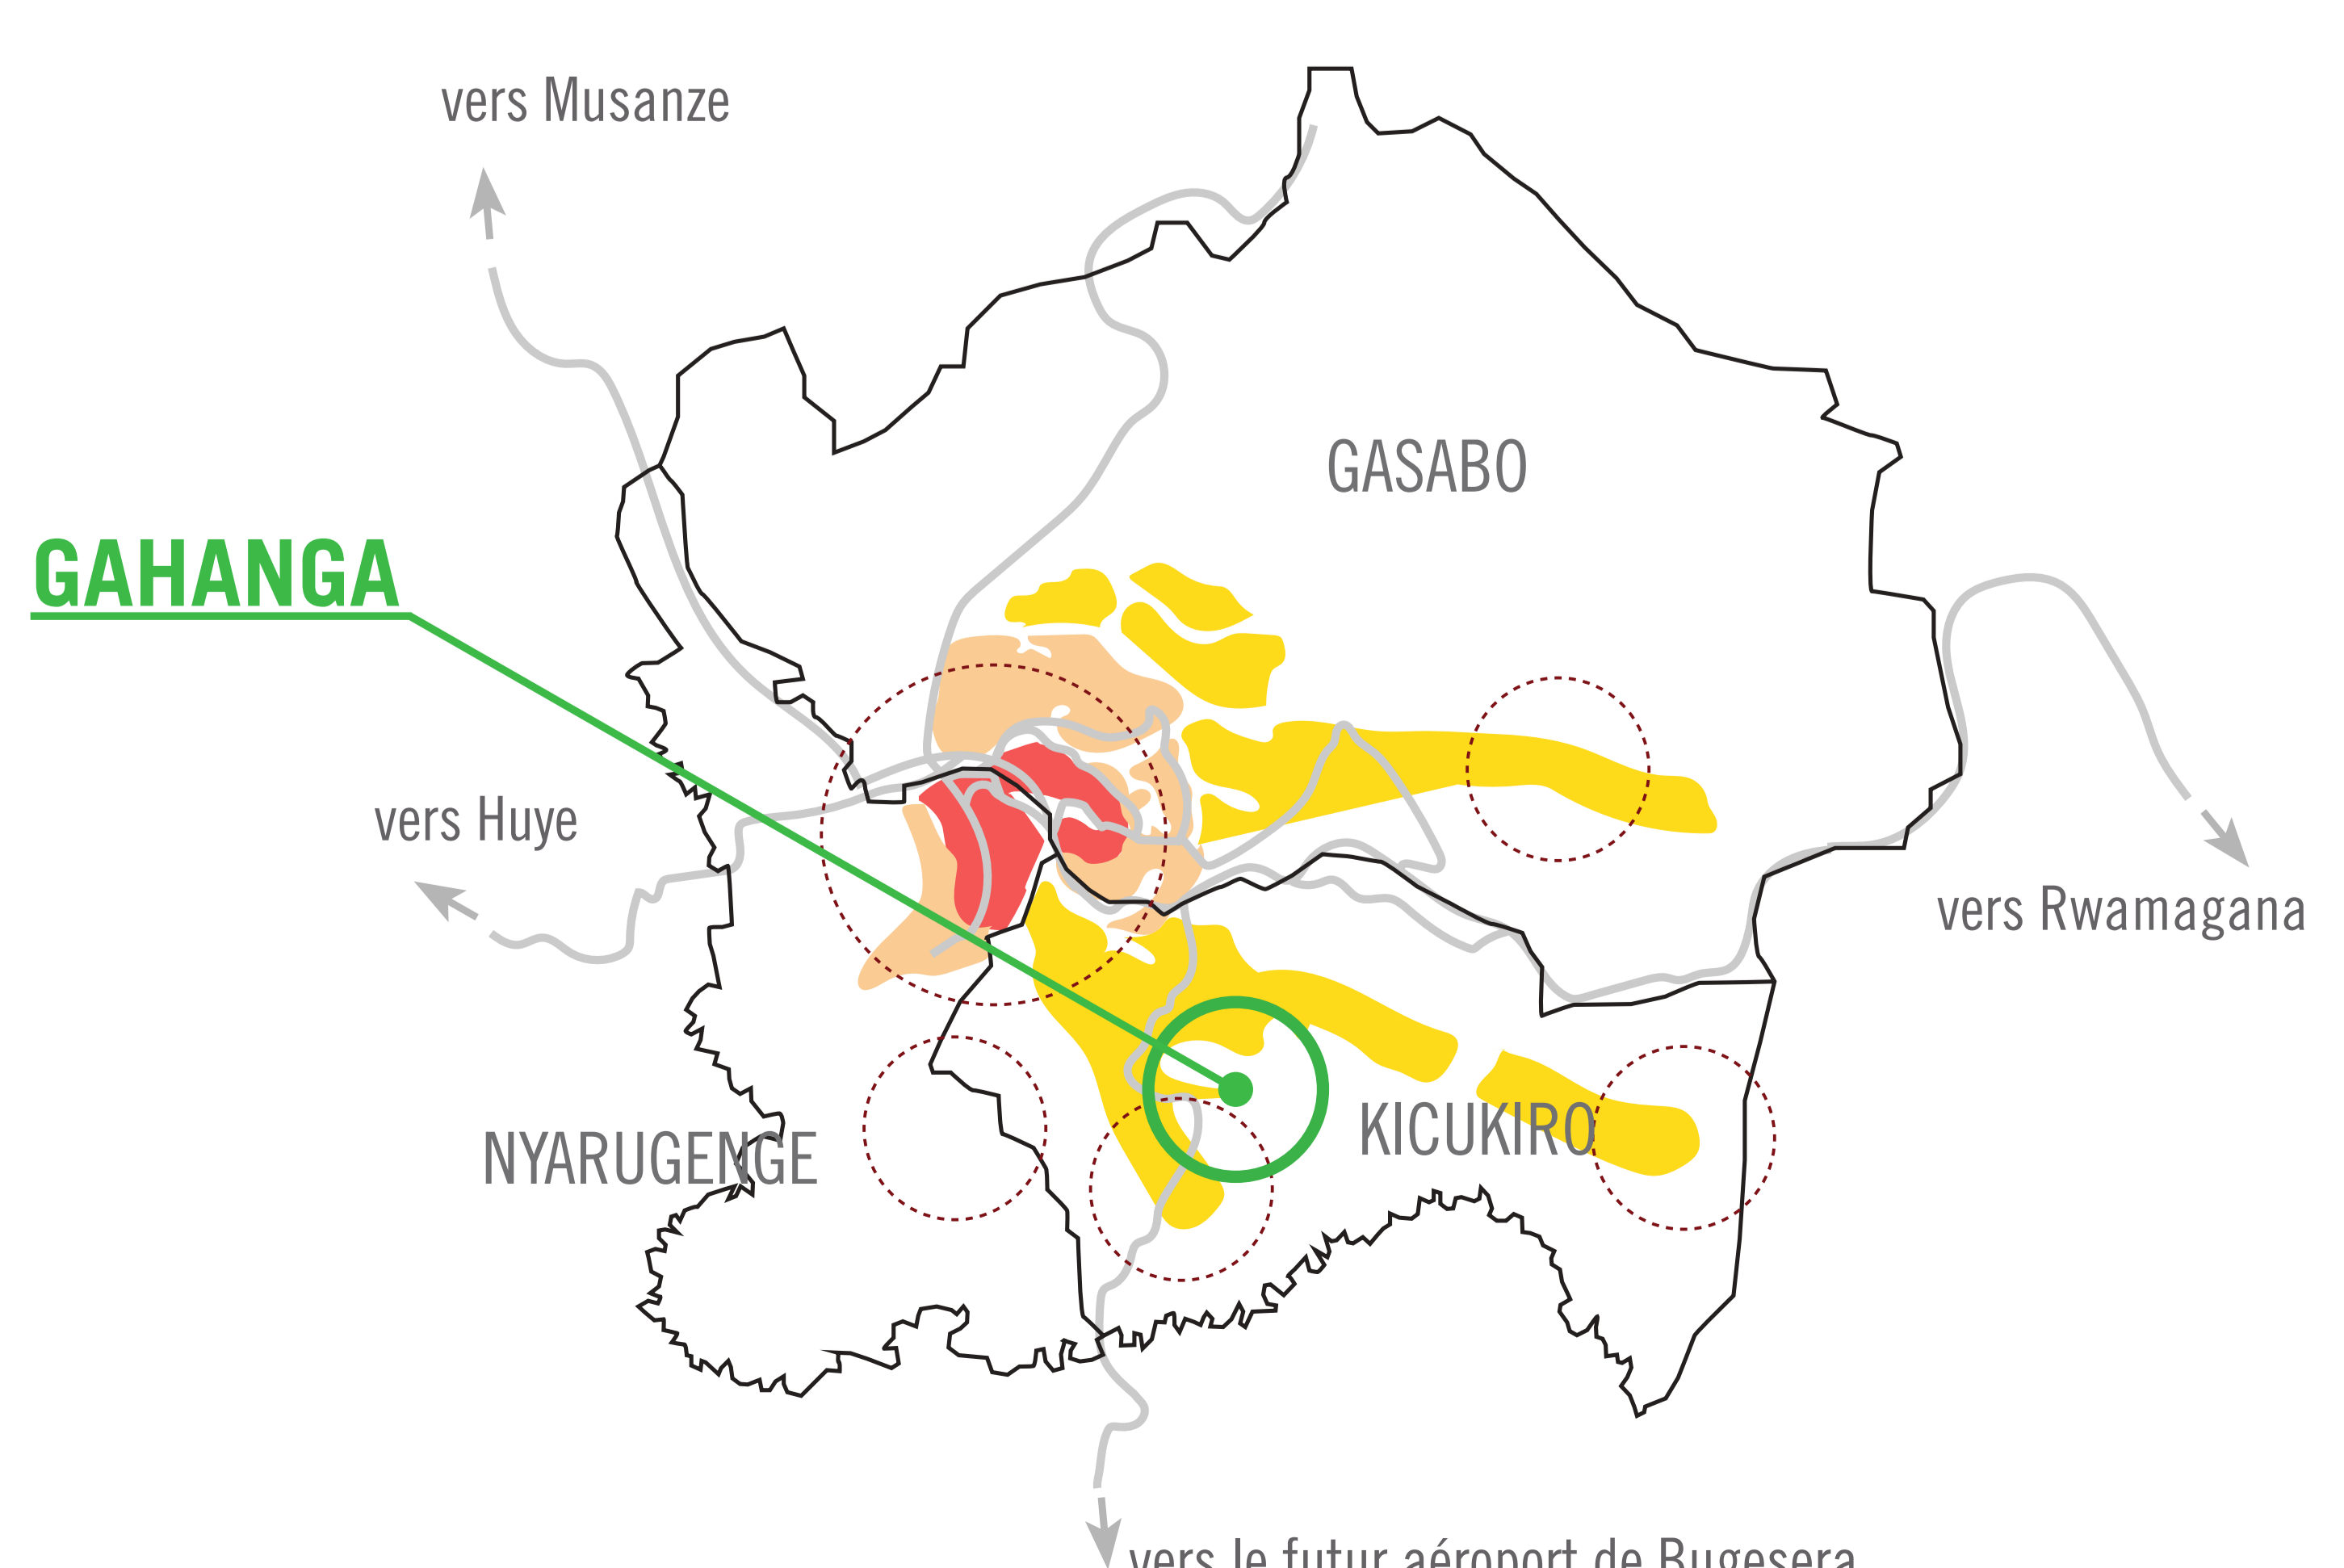 vers Musanze
GASABO
GAHANGA
vers Huye
vers Rwamagana
KICUKIRO
NYARUGENGE
vers le futur aéroport de Bugesera